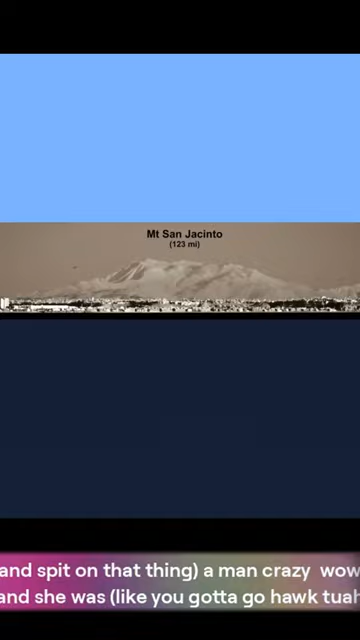 Mt San Jacinto
(123 mi)
and spit on that thing) a man crazy wow
and she was (like you gotta go hawk tuah